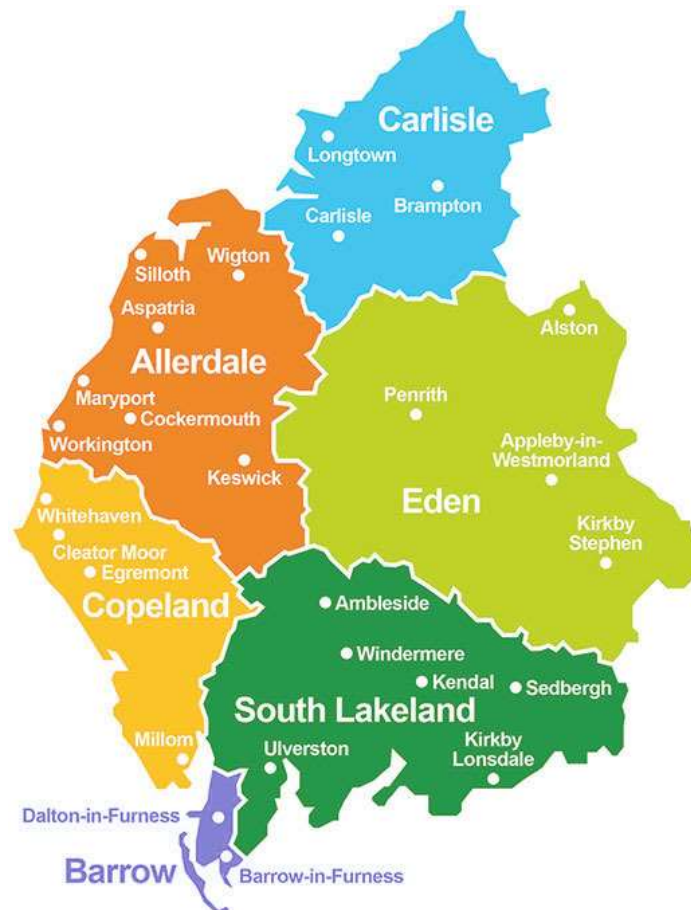 Carlisle
Longtown
Brampton
Carlisle
Wigton
Silloth
Aspatria
Alston
Allerdale
Maryport
Penrith
Cockermouth
Workington
Appleby-in-
Westmorland
Keswick
Eden
Whitehaven
Kirkby
Stephen
Cleator Moor
Egremont
Copeland
Ambleside
Windermere
Kendal
Sedbergh
South Lakeland
Millom
Ulverston
Kirkby
Lonsdale
Dalton-in-Furness
Barrow
Barrow-in-Furness